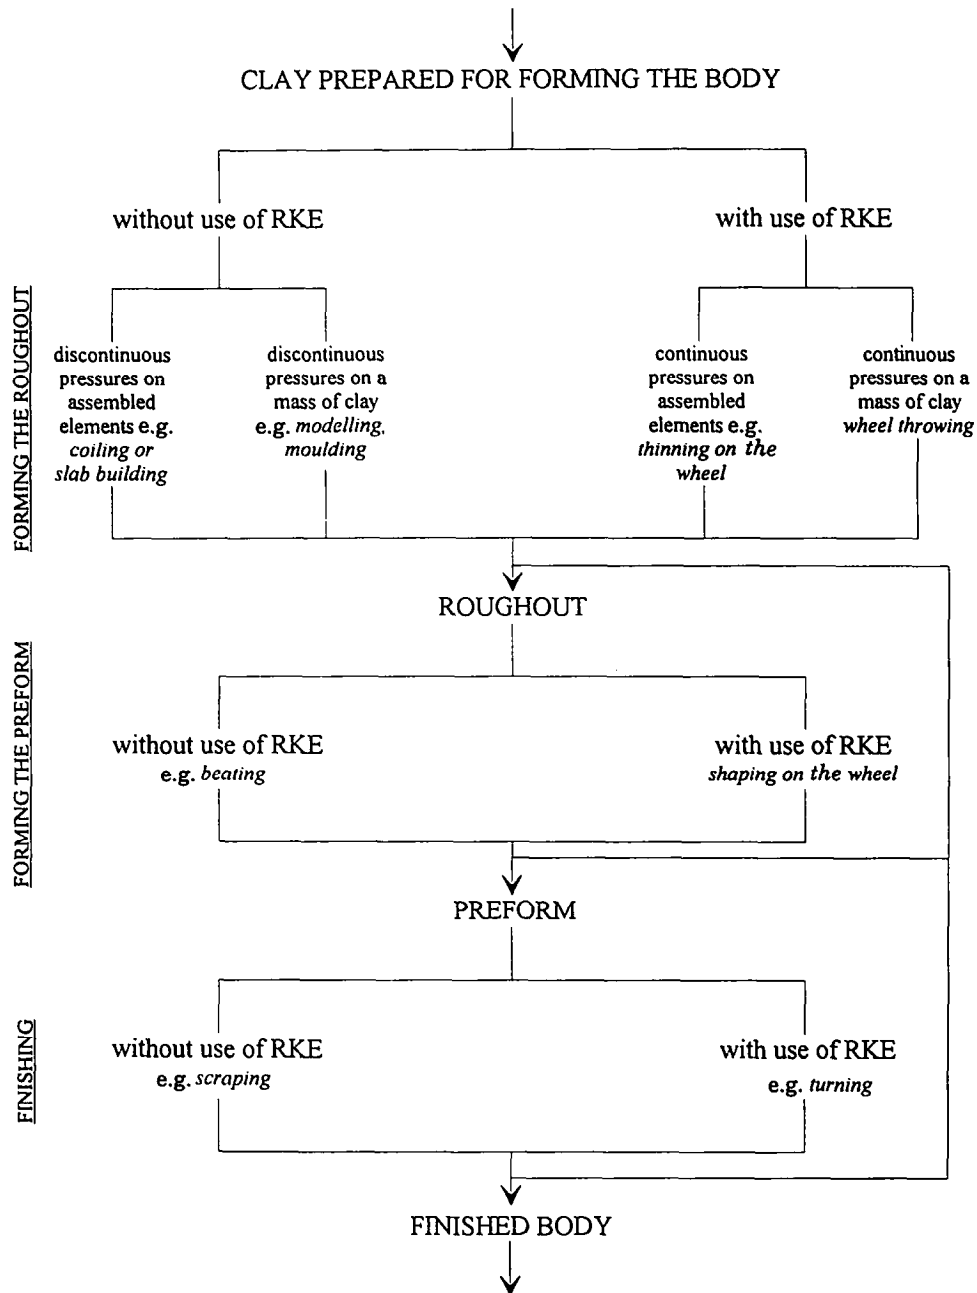 CLAY PREPARED FOR FORMING THE BODY
without use of RKE
with use of RKE
FORMING THE ROUGHOUT
discontinuous
pressures on
assembled
elements e.g.
coiling or
slab building
discontinuous
pressures on a
mass of clay
e.g. modelling,
moulding
continuous
pressures on
assembled
elements e.g.
thinning on the
wheel
continuous
pressures on a
mass of clay
wheel throwing
ROUGHOUT
FORMING THE PREFORM
without use of RKE
e.g. beating
with use of RKE
shaping on the wheel
PREFORM
FINISHING
without use of RKE
e.g. scraping
with use of RKE
e.g. turning
FINISHED BODY